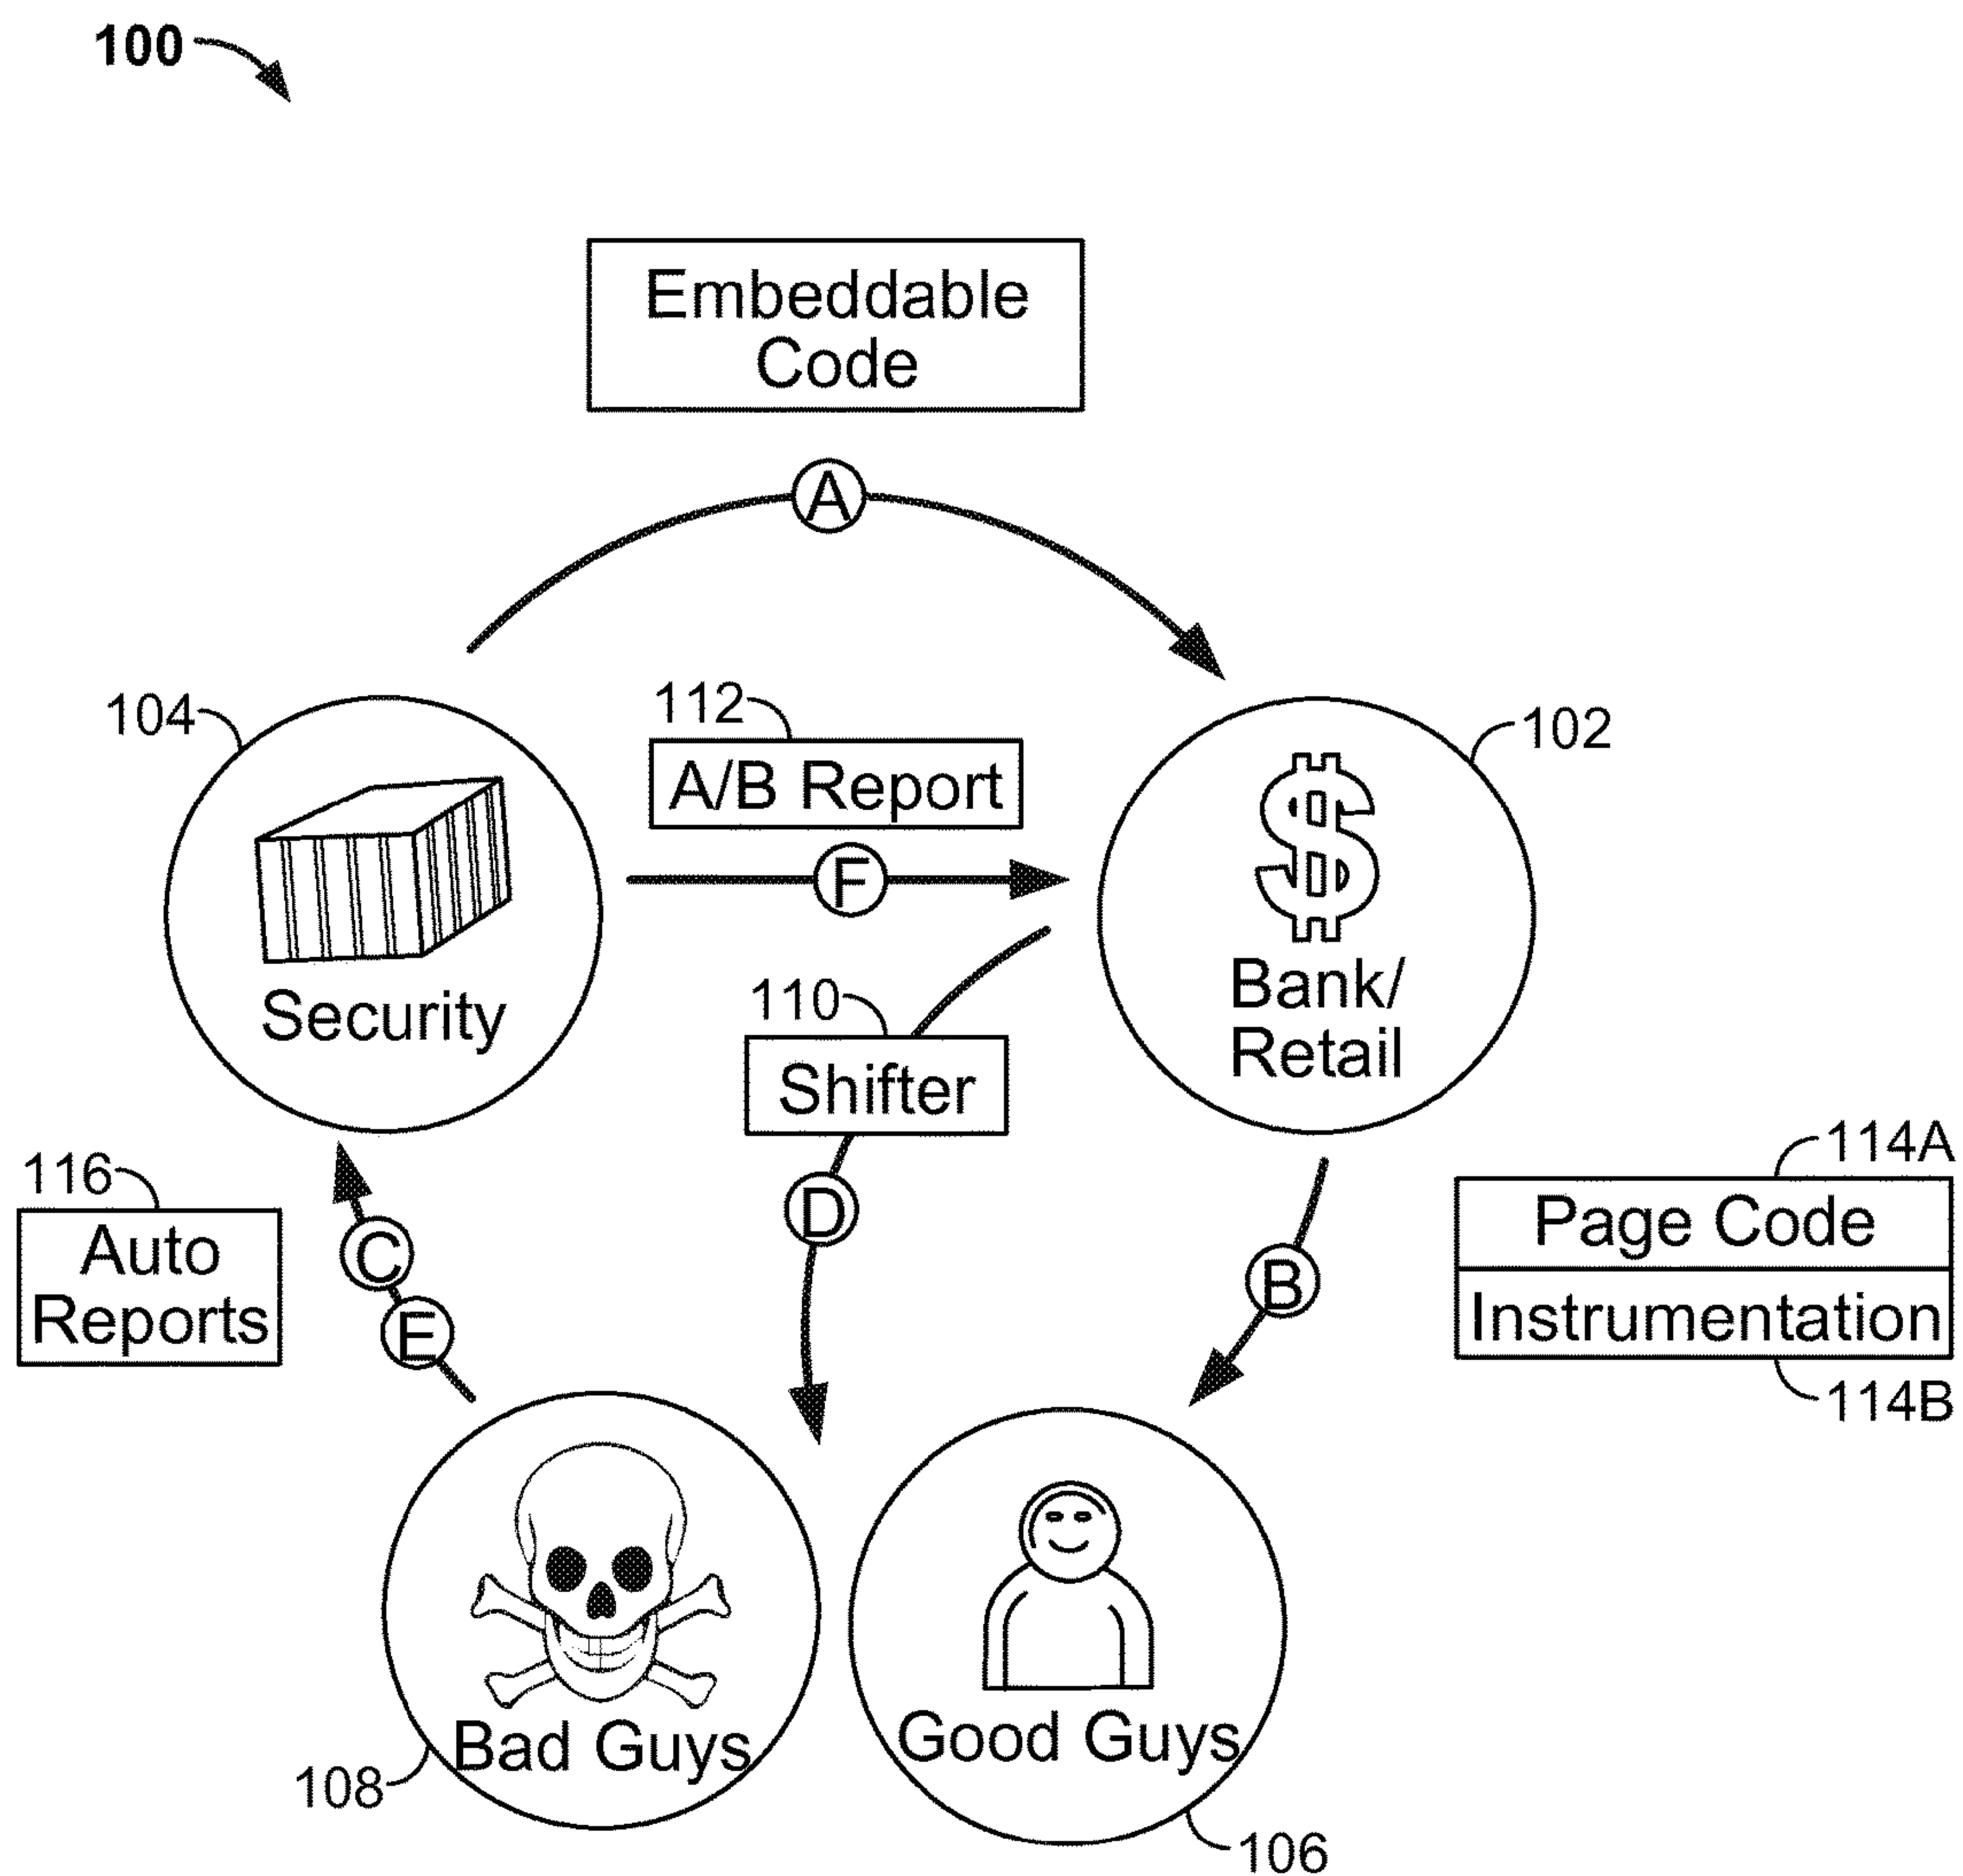 100
Embeddable
Code
A
104
112
102
A/B Report
F
Security
110
Bank/
Retail
Shifter
116
114A
Auto
Reports
C
D
Page Code
B
E
Instrumentation
114B
Bad Guys
Good Guys
108
106